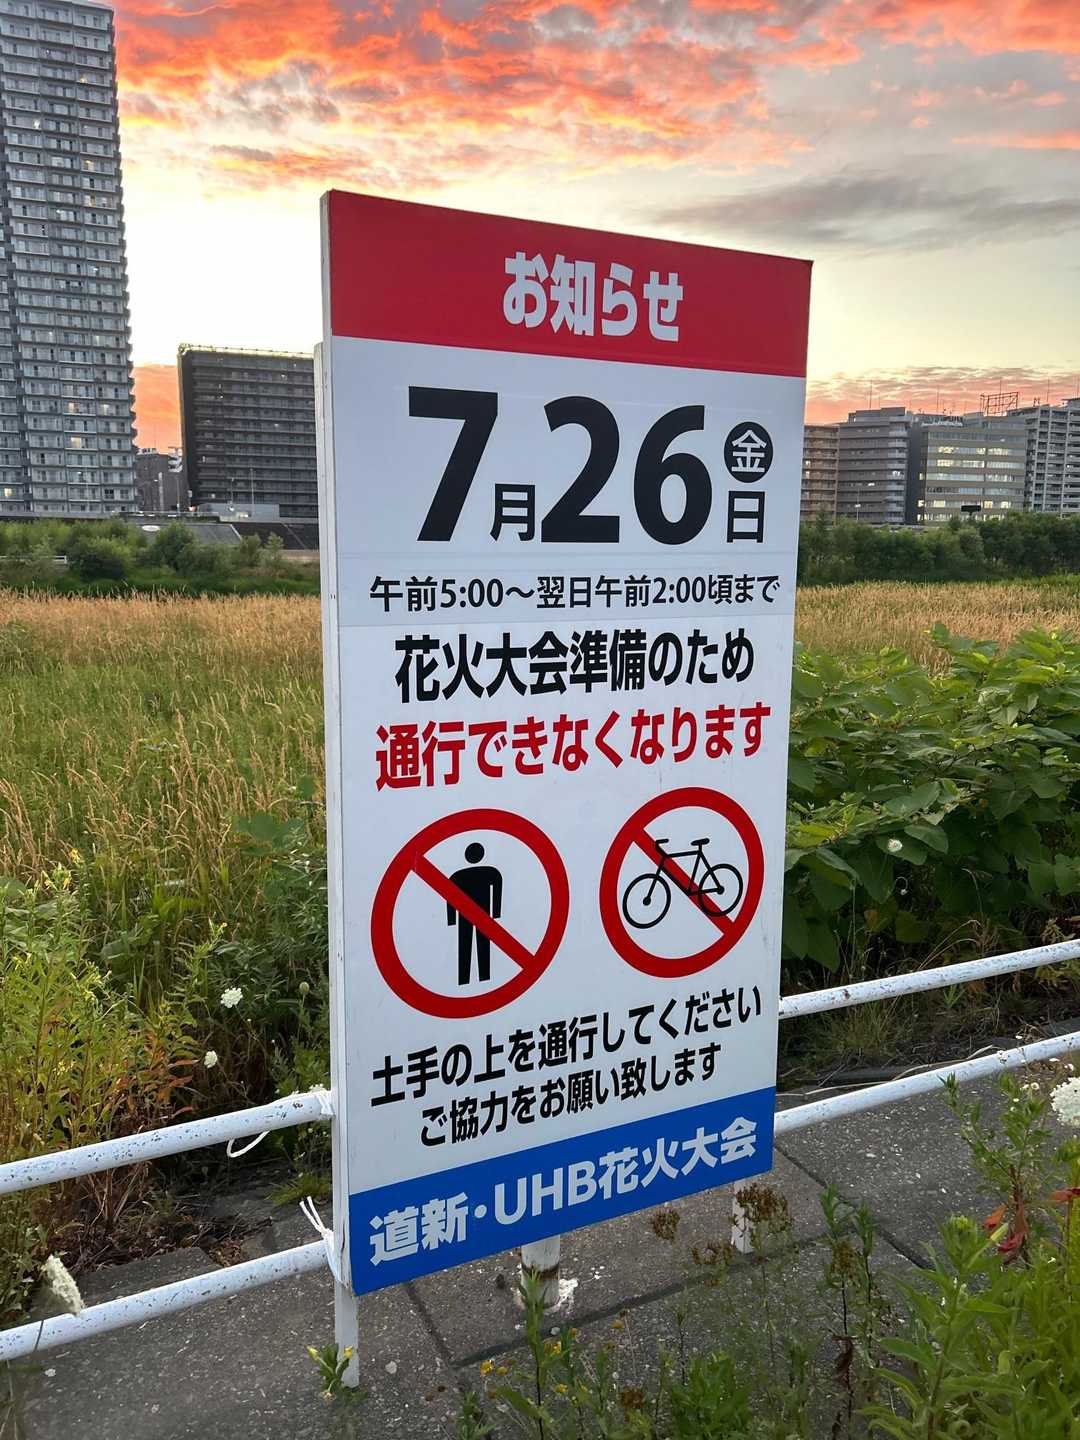 お知らせ
7月26日㊎
午前5:00〜翌日午前2:00頃まで
花火大会準備のため
通行できなくなります
土手の上を通行してください
ご協力をお願い致します
道新・UHB花火大会